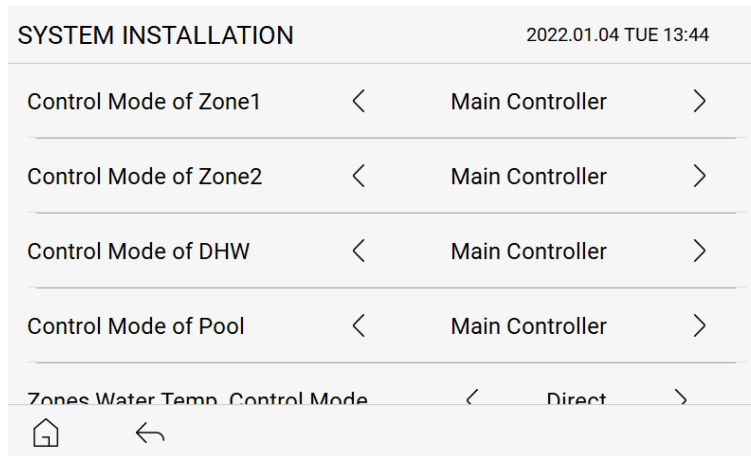 SYSTEM INSTALLATION 2022.01.04 TUE 13:44
Control Mode of Zone1 Main Controller
Control Mode of Zone2 Main Controller
Control Mode of DHW Main Controller
Control Mode of Pool Main Controller
Zones Water Temp. Control Mode Direct